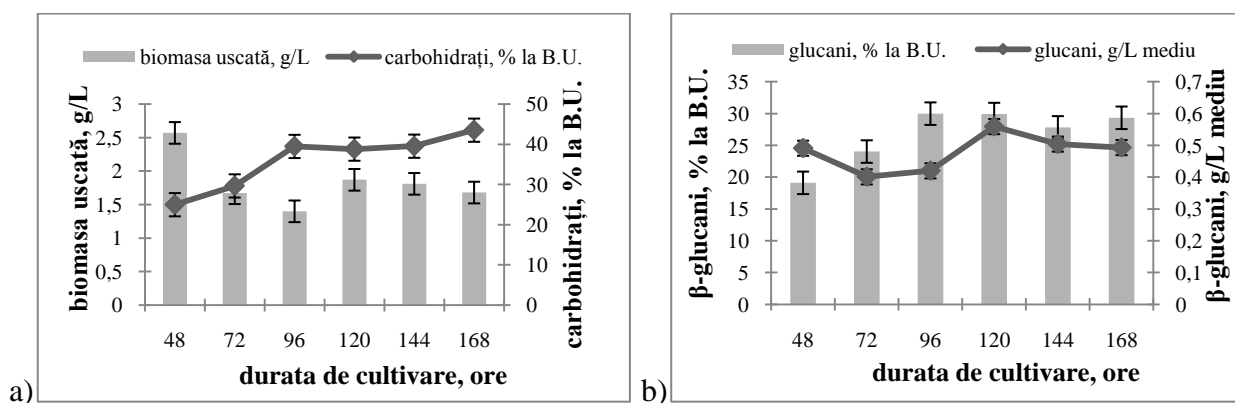 biomasa uscată, g/L carbohidrați, % la B.U.
biomasa uscată, g/L
3
2,5
2
1,5
1
0,5
0
50
40
30
20
10
0
carbohidrați, % la B.U.
48 72 96 120 144 168
durata de cultivare, ore
a)
glucani, % la B.U. glucani, g/L mediu
β-glucani, % la B.U.
35
30
25
20
15
10
5
0
0,7
0,6
0,5
0,4
0,3
0,2
0,1
0
β-glucani, g/L mediu
48 72 96 120 144 168
durata de cultivare, ore
b)